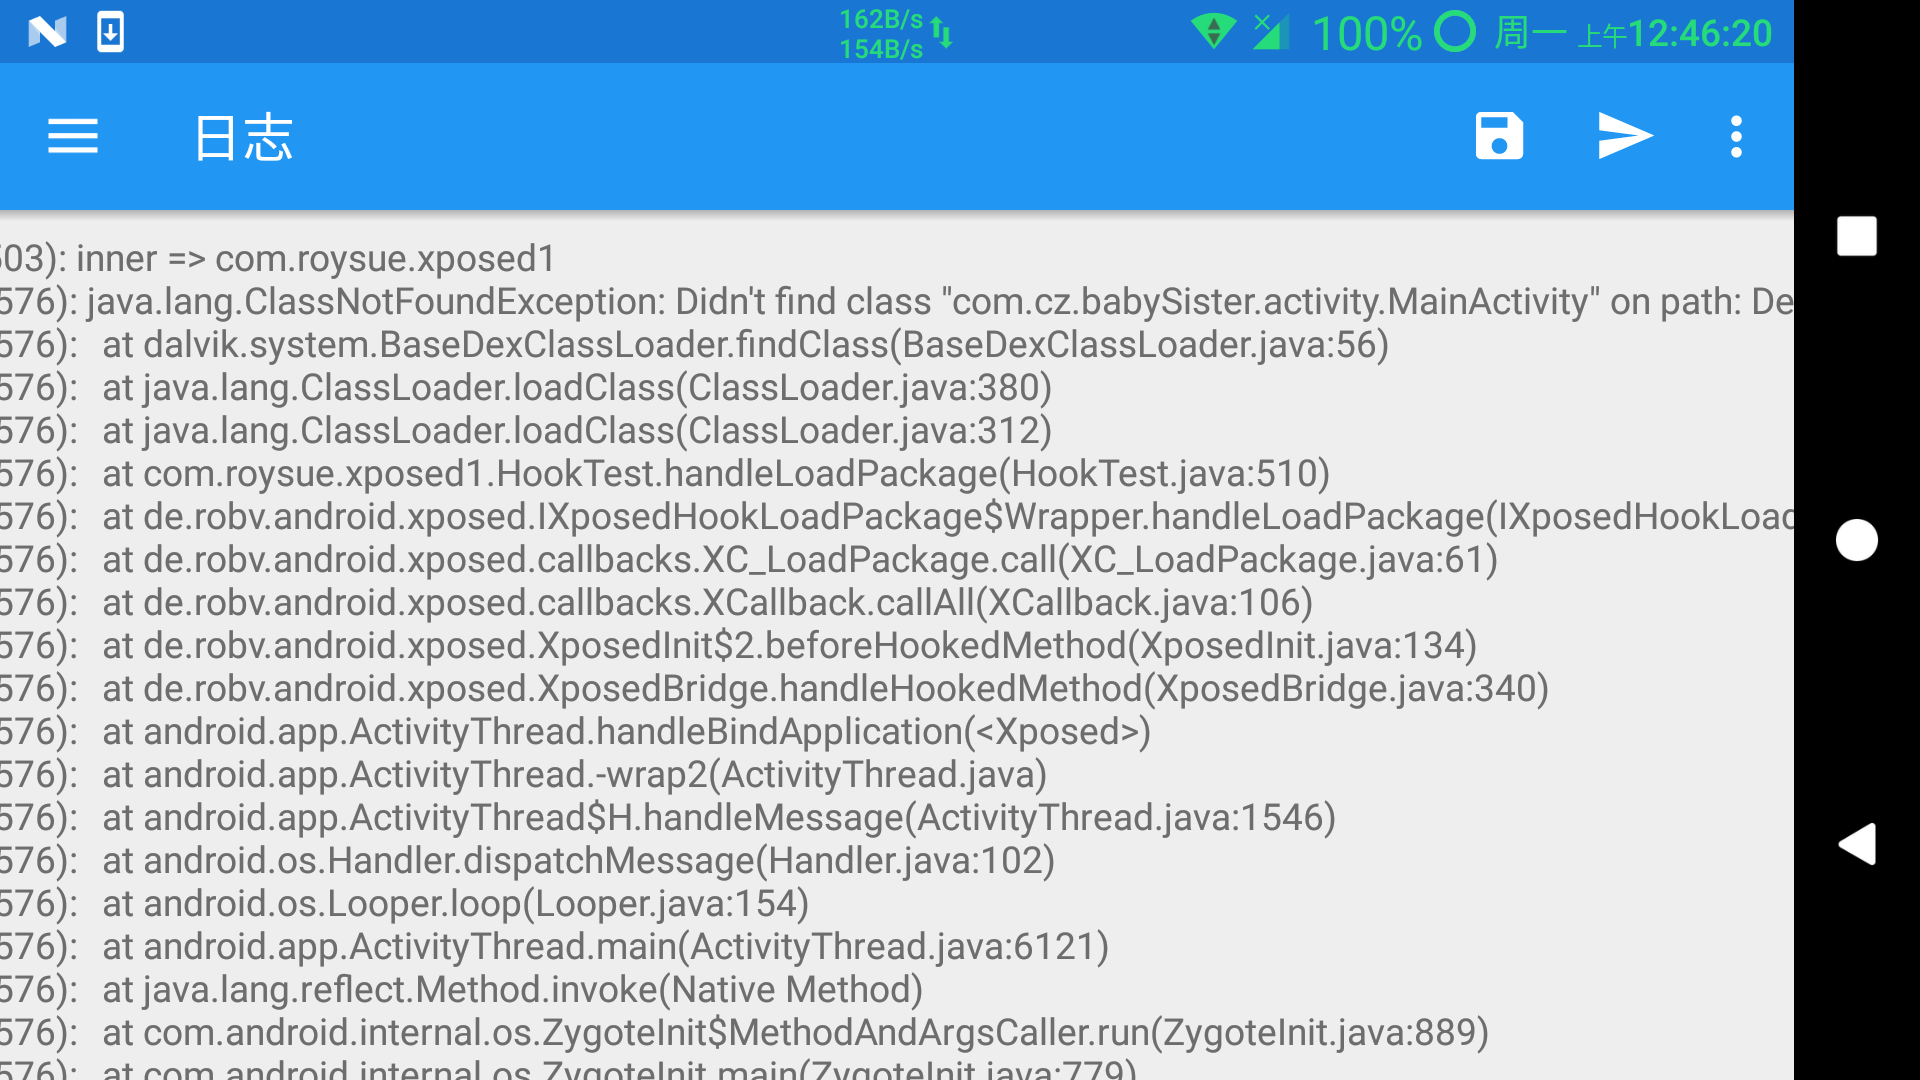 162B/s
154B/s
100%
周一 上午12:46:20
日志
503): inner => com.roysue.xposed1
576): java.lang.ClassNotFoundException: Didn't find class "com.cz.babySister.activity.MainActivity" on path: De
576): at dalvik.system.BaseDexClassLoader.findClass(BaseDexClassLoader.java:56)
576): at java.lang.ClassLoader.loadClass(ClassLoader.java:380)
576): at java.lang.ClassLoader.loadClass(ClassLoader.java:312)
576): at com.roysue.xposed1.HookTest.handleLoadPackage(HookTest.java:510)
576): at de.robv.android.xposed.IXposedHookLoadPackage$Wrapper.handleLoadPackage(IXposedHookLoad
576): at de.robv.android.xposed.callbacks.XC_LoadPackage.call(XC_LoadPackage.java:61)
576): at de.robv.android.xposed.callbacks.XCallback.callAll(XCallback.java:106)
576): at de.robv.android.xposed.XposedInit$2.beforeHookedMethod(XposedInit.java:134)
576): at de.robv.android.xposed.XposedBridge.handleHookedMethod(XposedBridge.java:340)
576): at android.app.ActivityThread.handleBindApplication(<Xposed>)
576): at android.app.ActivityThread.-wrap2(ActivityThread.java)
576): at android.app.ActivityThread$H.handleMessage(ActivityThread.java:1546)
576): at android.os.Handler.dispatchMessage(Handler.java:102)
576): at android.os.Looper.loop(Looper.java:154)
576): at android.app.ActivityThread.main(ActivityThread.java:6121)
576): at java.lang.reflect.Method.invoke(Native Method)
576): at com.android.internal.os.ZygoteInit$MethodAndArgsCaller.run(ZygoteInit.java:889)
576): at com.android.internal.os.ZygoteInit.main(ZygoteInit.java:779)